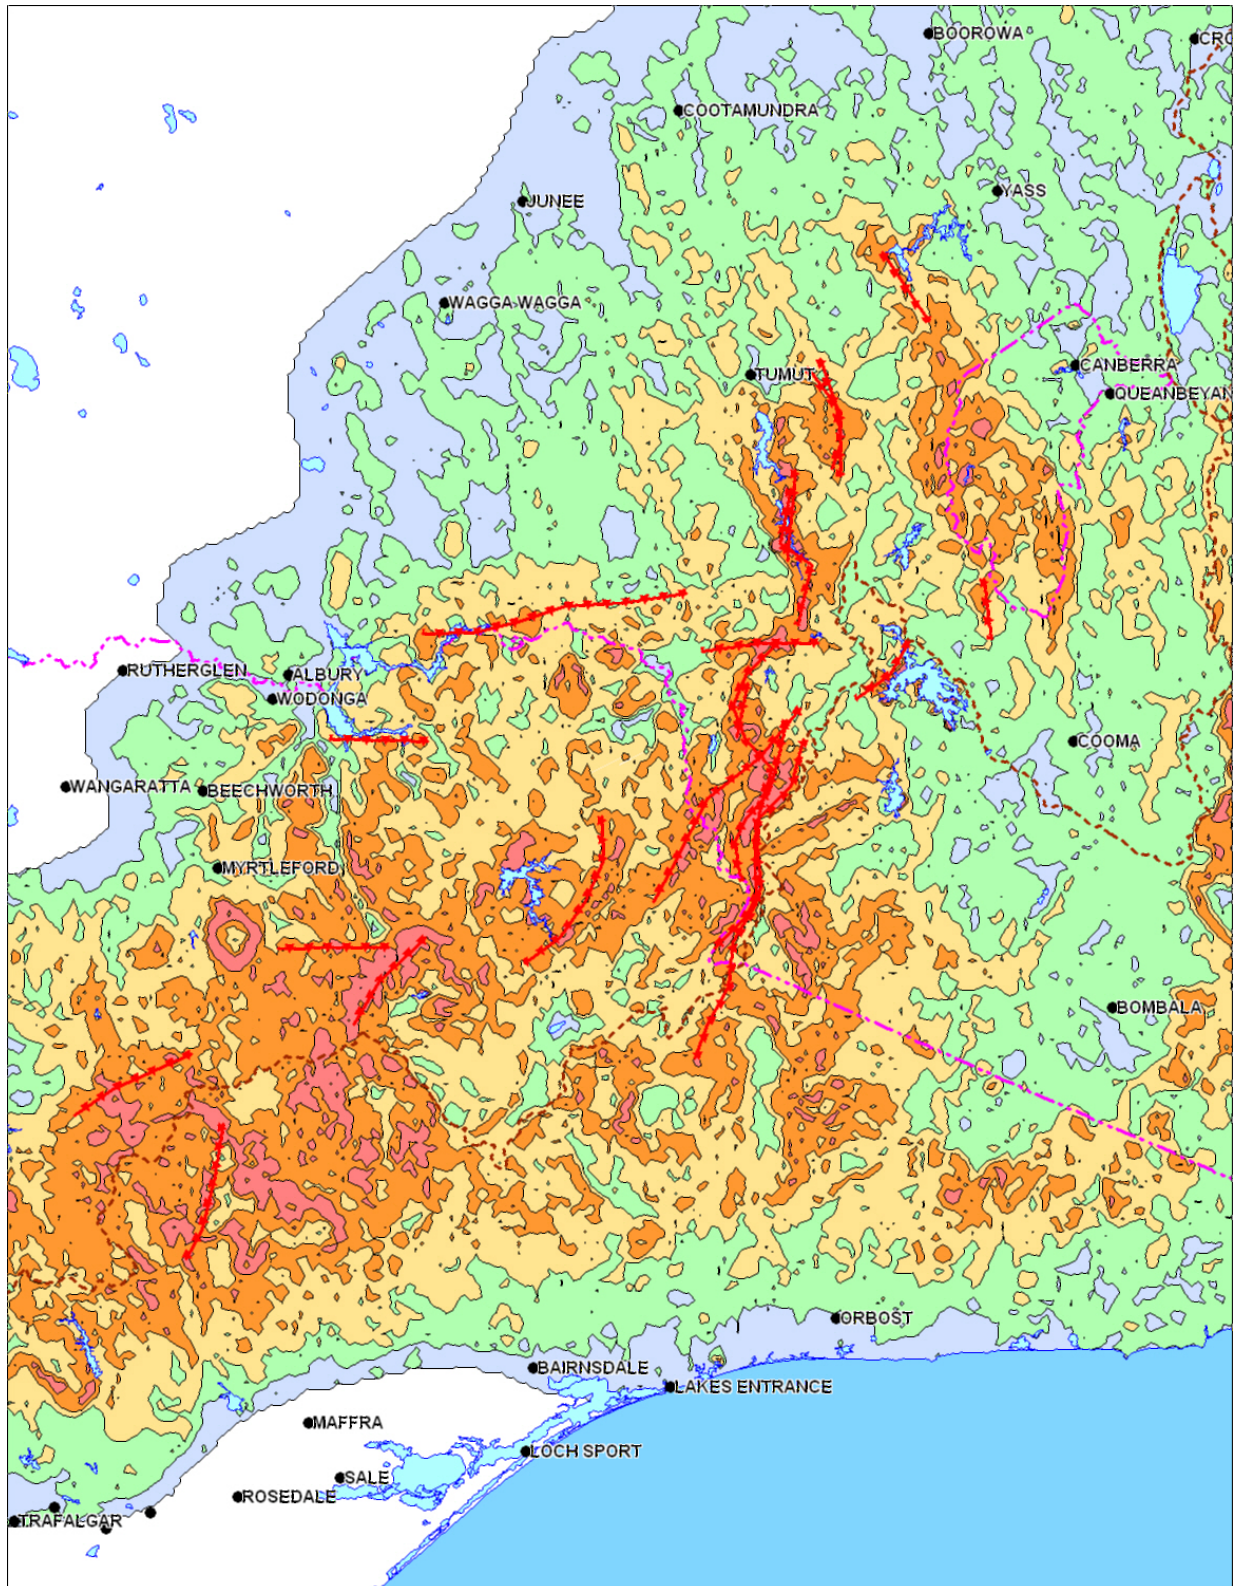 BOOROWA
CRO
COOTAMUNDRA
YASS
JUNEE
WAGGA WAGGA
CANBERRA
TUMUT
QUEANBEYAN
RUTHERGLEN
ALBURY
WODONGA
COOMA
WANGARATTA
BEECHWORTH
MYRTLEFORD
BOMBALA
ORBOST
BAIRNSDALE
LAKES ENTRANCE
MAFFRA
LOCH SPORT
SALE
ROSEDALE
TRAFALGAR